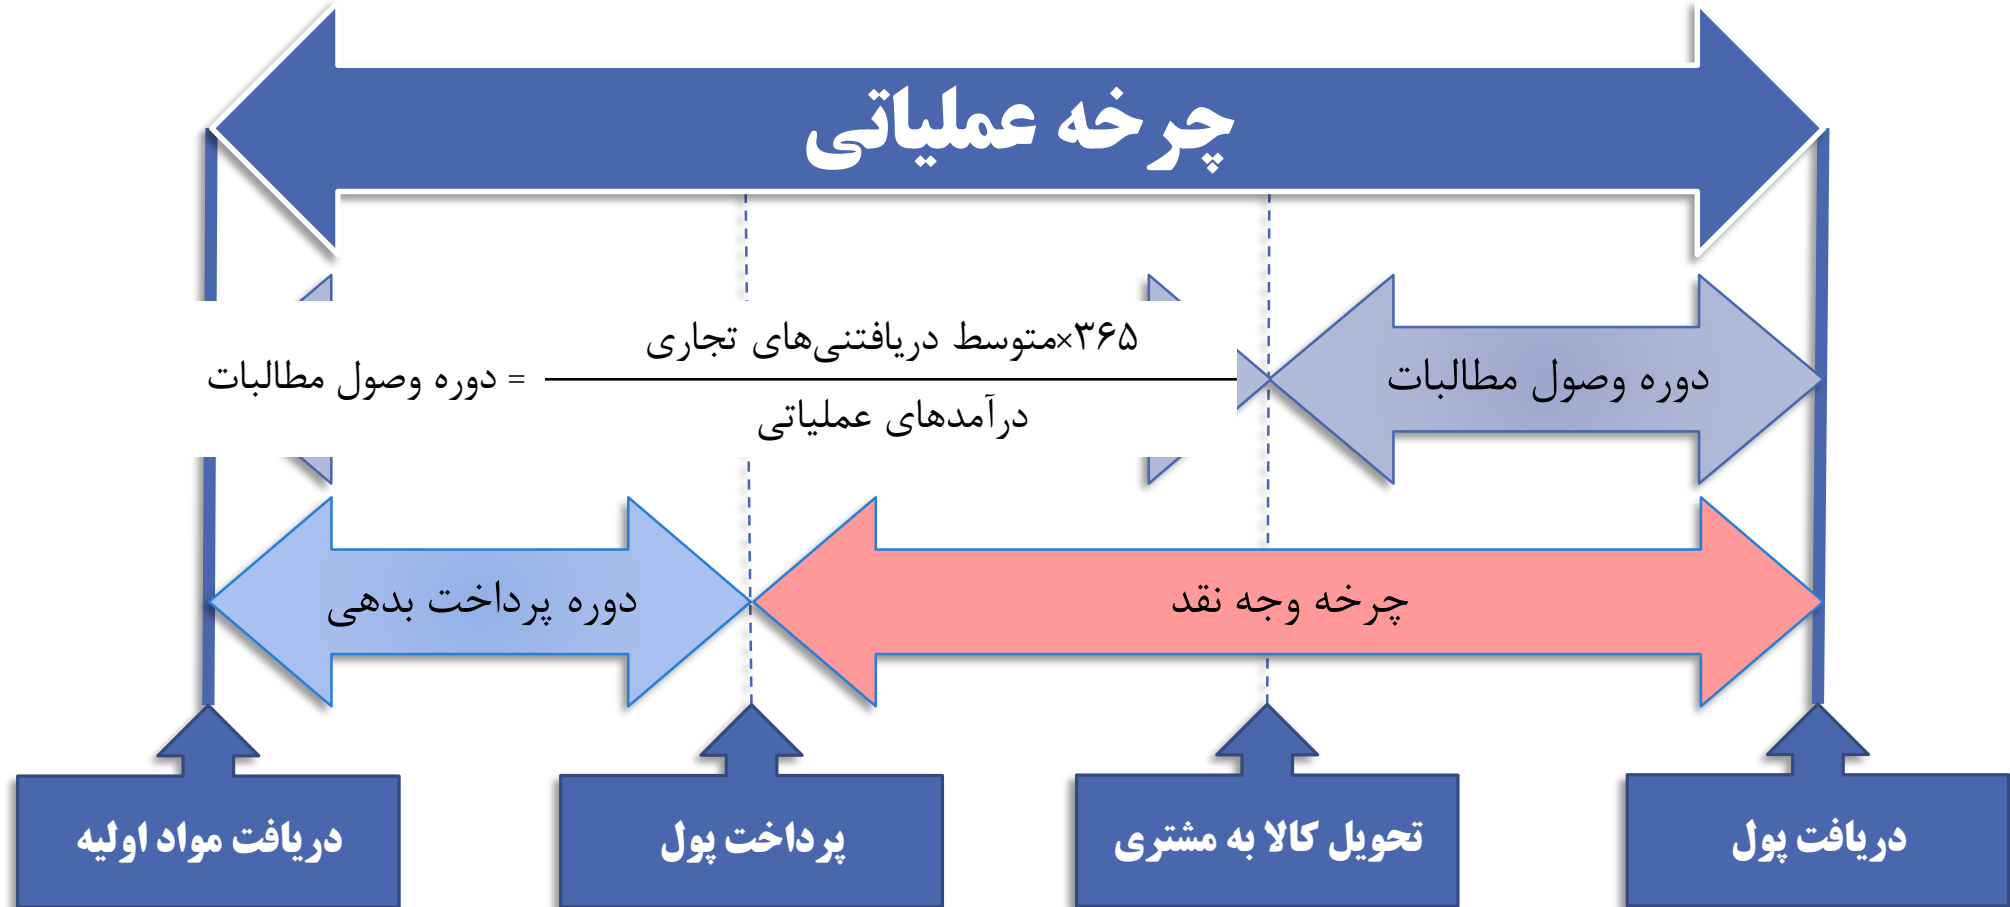 چرخه عملیاتی
۳۶۵×متوسط دریافتنی‌های تجاری
دوره وصول مطالبات =
درآمدهای عملیاتی
دوره وصول مطالبات
دوره پرداخت بدهی
چرخه وجه نقد
دریافت مواد اولیه
پرداخت پول
تحویل کالا به مشتری
دریافت پول